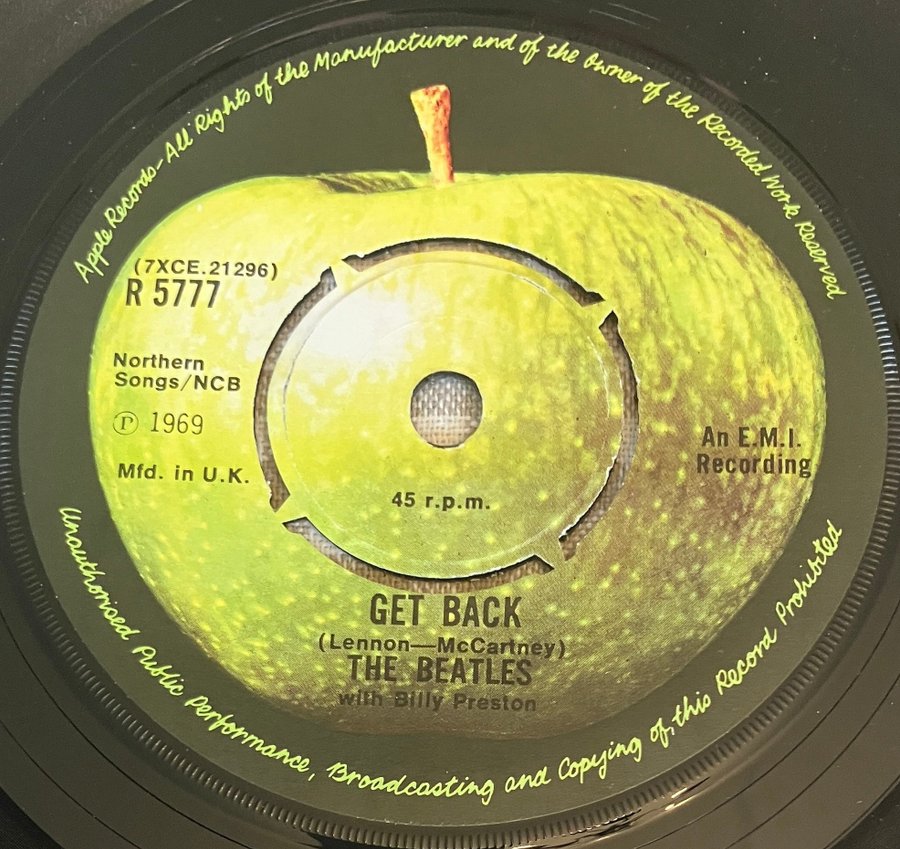 Apple Records-All Rights of the Manufacturer and of the Owner of the Recorded Work Reserved
(7XCE.21296)
R 5777
Northern
Songs/NCB
Ⓟ 1969
Mfd. in U.K.
An E.M.I.
Recording
45 r.p.m.
GET BACK
(Lennon—McCartney)
THE BEATLES
with Billy Preston
Unauthorised Public Performance, Broadcasting and Copying of this Record Prohibited